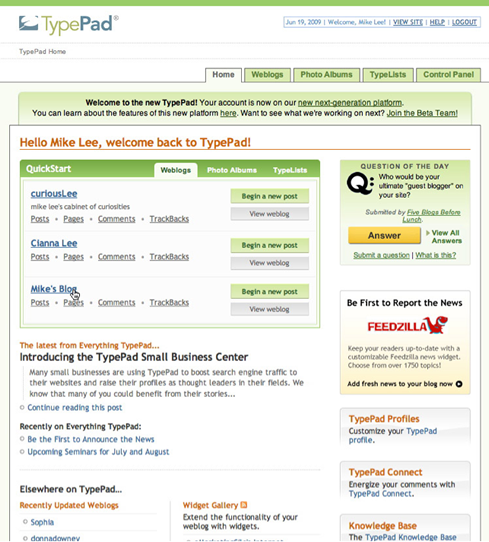 TypePad®
Jun 19, 2009 | Welcome, Mike Lee! | VIEW SITE | HELP | LOGOUT
TypePad Home
Home
Weblogs
Photo Albums
TypeLists
Control Panel
Welcome to the new TypePad! Your account is now on our new next-generation platform.
You can learn about the features of this new platform here. Want to see what we're working on next? Join the Beta Team!
Hello Mike Lee, welcome back to TypePad!
QuickStart
Weblogs
Photo Albums
TypeLists
curiousLee
mike lee's cabinet of curiosities
Posts • Pages • Comments • TrackBacks
Begin a new post
View weblog
Cianna Lee
Posts • Pages • Comments • TrackBacks
Begin a new post
View weblog
Mike's Blog
Posts • Pages • Comments • TrackBacks
Begin a new post
View weblog
QUESTION OF THE DAY
Q:
Who would be your
ultimate "guest blogger" on
your site?
Submitted by Five Blogs Before
Lunch.
Answer
View All
Answers
Submit a question | What is this?
Be First to Report the News
FEEDZILLA
Keep your readers up-to-date with a
customizable Feedzilla news widget.
Choose from over 1750 topics!
Add fresh news to your blog now
The latest from Everything TypePad...
Introducing the TypePad Small Business Center
Many small businesses are using TypePad to boost search engine traffic to
their websites and raise their profiles as thought leaders in their fields. We
know that many of you could benefit from their stories...
Continue reading this post
Recently on Everything TypePad:
Be the First to Announce the News
Upcoming Seminars for July and August
TypePad Profiles
Customize your TypePad
profile.
TypePad Connect
Energize your comments with
TypePad Connect.
Knowledge Base
The TypePad Knowledge Base
Elsewhere on TypePad...
Recently Updated Weblogs
Sophia
donnadowney
Widget Gallery
Extend the functionality of your
weblog with widgets.